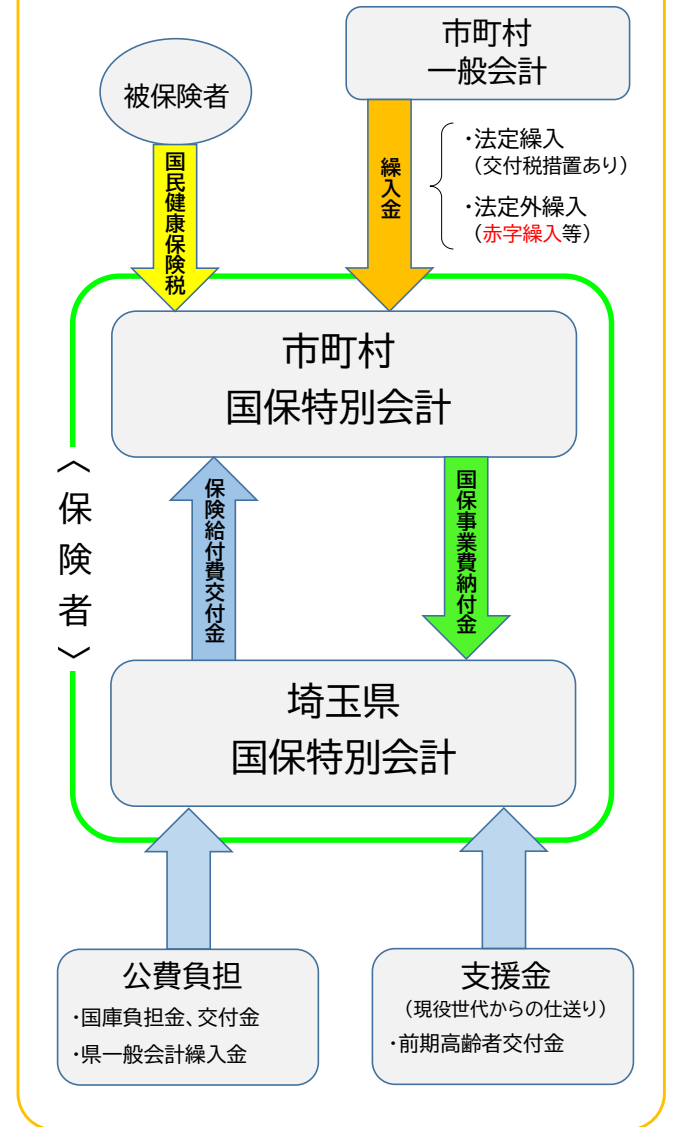 市町村
一般会計
被保険者
国民健康保険税
繰入金
・法定繰入
（交付税措置あり）
・法定外繰入
（赤字繰入等）
市町村
国保特別会計
〈保険者〉
保険給付費交付金
国保事業費納付金
埼玉県
国保特別会計
公費負担
・国庫負担金、交付金
・県一般会計繰入金
支援金
（現役世代からの仕送り）
・前期高齢者交付金